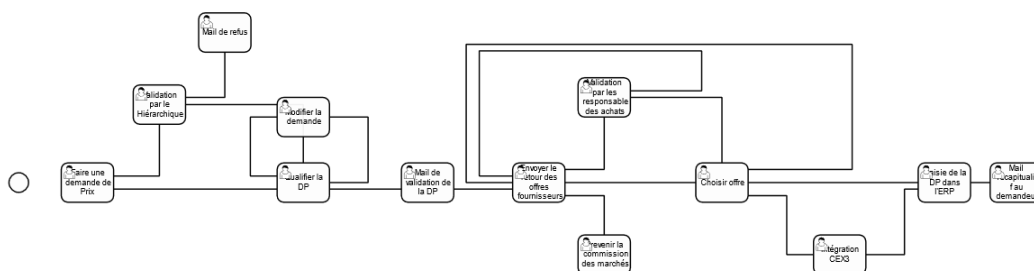 Mail de refus
Validation
par le
Hiérarchique
Modifier la
demande
Validation
par les
responsable
des achats
Faire une
demande de
Prix
Qualifier la
DP
Mail de
validation de
la DP
Envoyer le
retour des
offres
fournisseurs
Choisir offre
Saisie de la
DP dans
l'ERP
Mail
récapitulati
f au
demandeur
Prévenir la
commission
des marchés
Intégration
CEX3